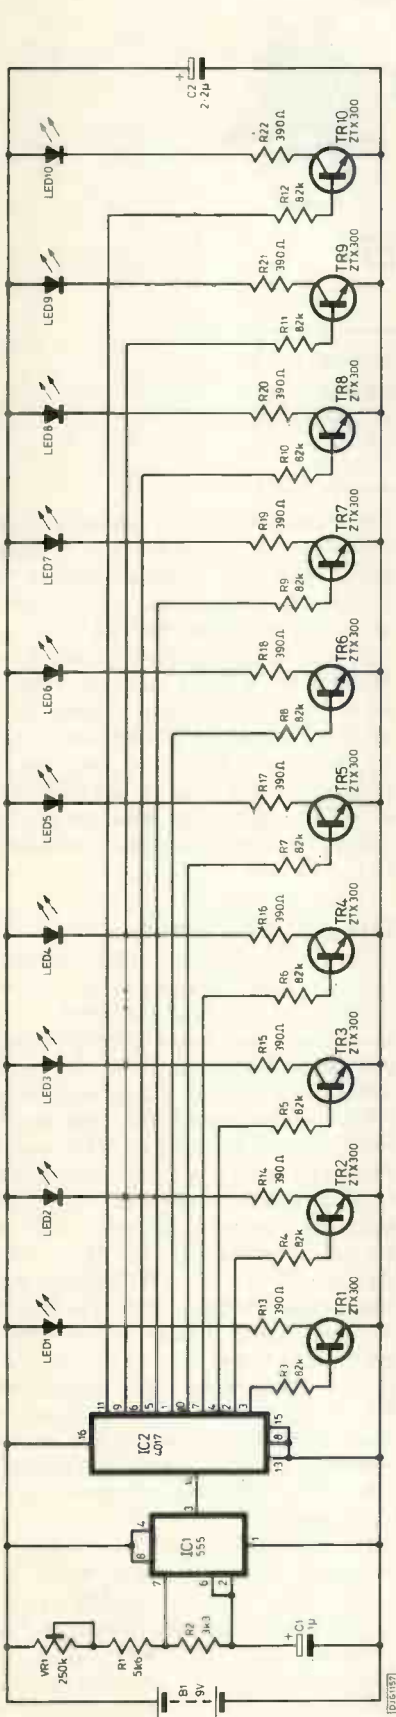 VR1
250k
R1
5k6
R2
3k3
B1
9V
+
C1
1µ
7
8
4
6
2
3
1
IC1
555
16
IC2
4017
13
8
15
11
9
6
5
1
10
7
4
2
3
LED1
LED2
LED3
LED4
LED5
LED6
LED7
LED8
LED9
LED10
R13
390Ω
R14
390Ω
R15
390Ω
R16
390Ω
R17
390Ω
R18
390Ω
R19
390Ω
R20
390Ω
R21
390Ω
R22
390Ω
R3
82k
R4
82k
R5
82k
R6
82k
R7
82k
R8
82k
R9
82k
R10
82k
R11
82k
R12
82k
TR1
ZTX300
TR2
ZTX300
TR3
ZTX300
TR4
ZTX300
TR5
ZTX300
TR6
ZTX300
TR7
ZTX300
TR8
ZTX300
TR9
ZTX300
TR10
ZTX300
+
C2
2·2µ